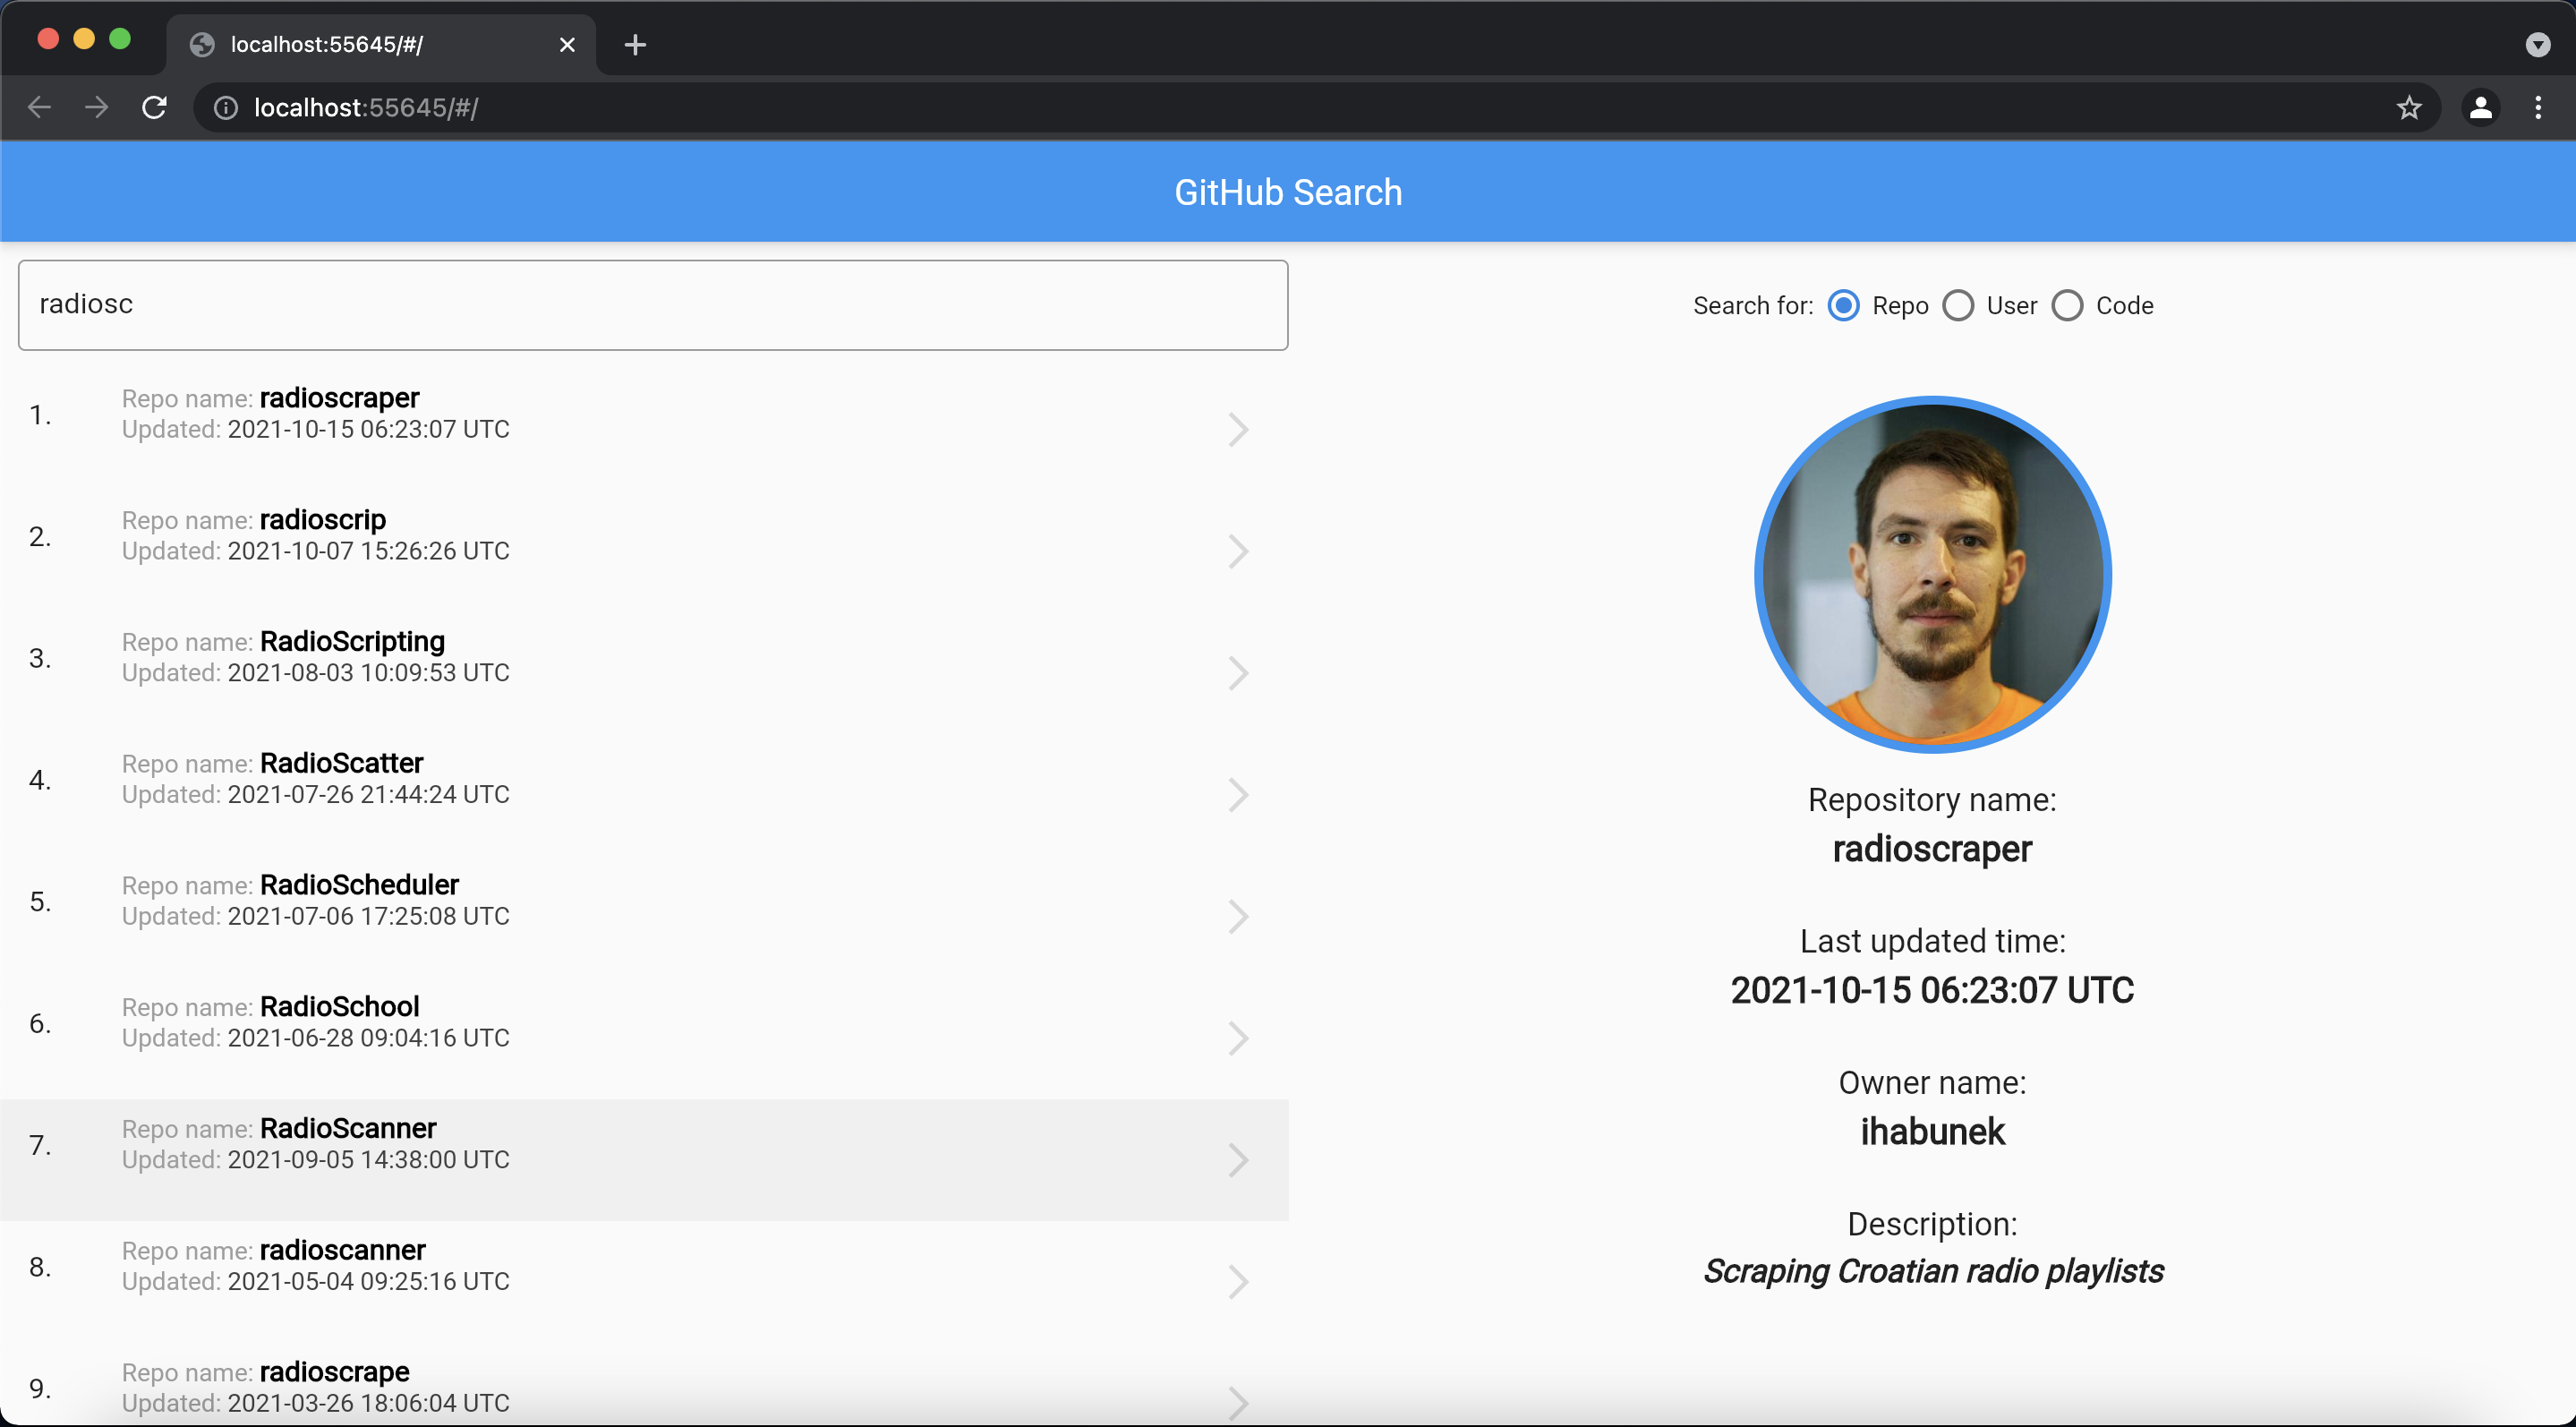 localhost:55645/#/
localhost:55645/#/
GitHub Search
radiosc
Search for: Repo User Code
1.
Repo name: radioscraper
Updated: 2021-10-15 06:23:07 UTC
2.
Repo name: radioscrip
Updated: 2021-10-07 15:26:26 UTC
3.
Repo name: RadioScripting
Updated: 2021-08-03 10:09:53 UTC
4.
Repo name: RadioScatter
Updated: 2021-07-26 21:44:24 UTC
5.
Repo name: RadioScheduler
Updated: 2021-07-06 17:25:08 UTC
6.
Repo name: RadioSchool
Updated: 2021-06-28 09:04:16 UTC
7.
Repo name: RadioScanner
Updated: 2021-09-05 14:38:00 UTC
8.
Repo name: radioscanner
Updated: 2021-05-04 09:25:16 UTC
9.
Repo name: radioscrape
Updated: 2021-03-26 18:06:04 UTC
Repository name:
radioscraper
Last updated time:
2021-10-15 06:23:07 UTC
Owner name:
ihabunek
Description:
Scraping Croatian radio playlists